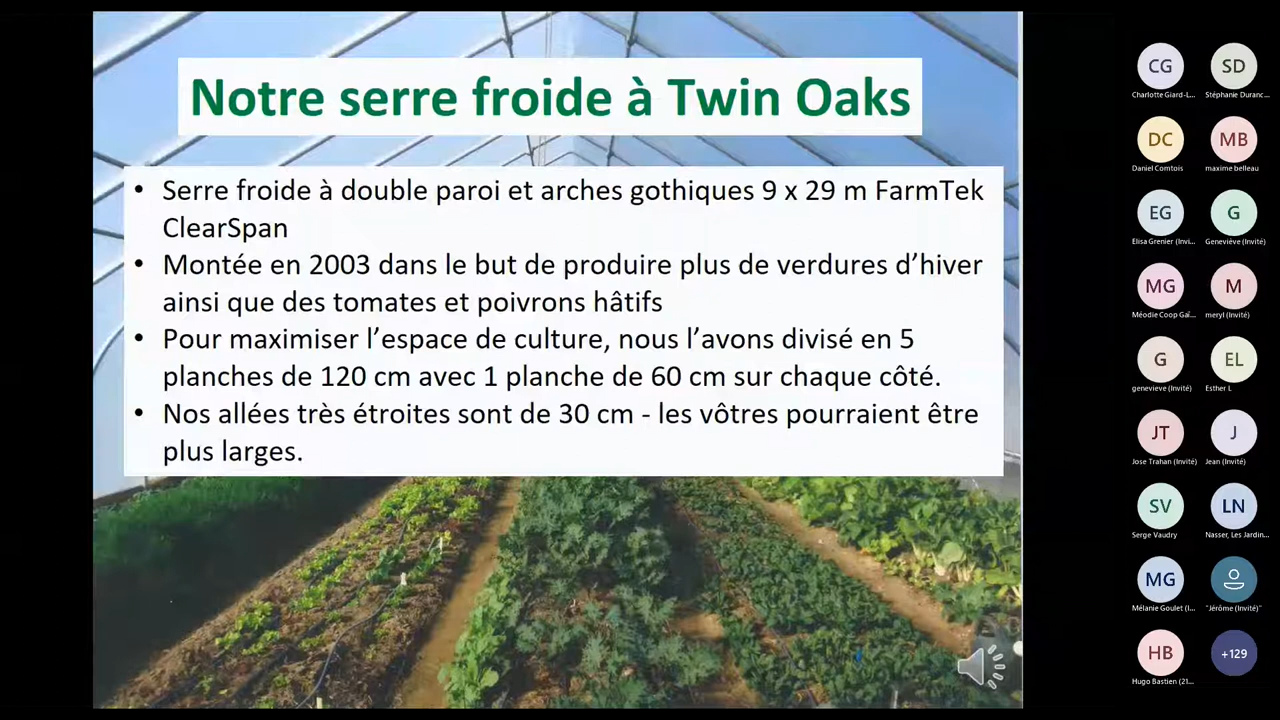 Notre serre froide à Twin Oaks
• Serre froide à double paroi et arches gothiques 9 x 29 m FarmTek
ClearSpan
• Montée en 2003 dans le but de produire plus de verdures d’hiver
ainsi que des tomates et poivrons hâtifs
• Pour maximiser l’espace de culture, nous l’avons divisé en 5
planches de 120 cm avec 1 planche de 60 cm sur chaque côté.
• Nos allées très étroites sont de 30 cm - les vôtres pourraient être
plus larges.
CG SD
Charlotte Giard-L... Stéphanie Duranc...
DC MB
Daniel Comtois maxime belleau
EG G
Elisa Grenier (Invi... Geneviève (Invité)
MG M
Méodie Coop Gaï... meryl (Invité)
G EL
genevieve (Invité) Esther L
JT J
Jose Trahan (Invité) Jean (Invité)
SV LN
Serge Vaudry Nasser, Les Jardin...
MG
Mélanie Goulet (I... "Jérôme (Invité)"
HB +129
Hugo Bastien (21...